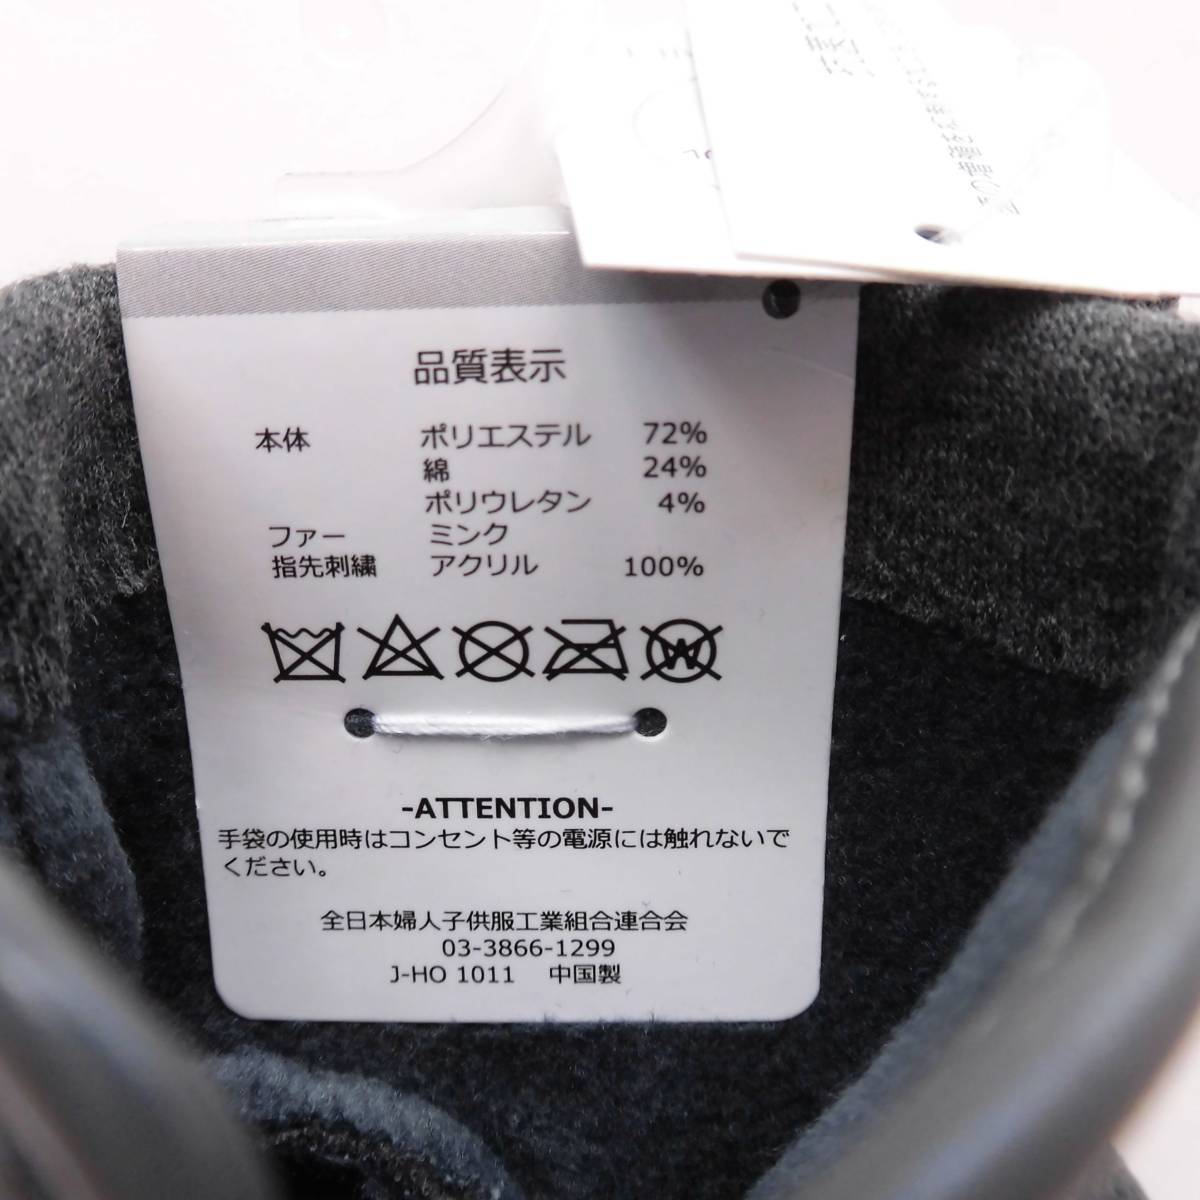 品質表示
本体 ポリエステル 72%
綿 24%
ポリウレタン 4%
ファー ミンク
指先刺繍 アクリル 100%
W
-ATTENTION-
手袋の使用時はコンセント等の電源には触れないで
ください。
全日本婦人子供服工業組合連合会
03-3866-1299
J-HO 1011 中国製